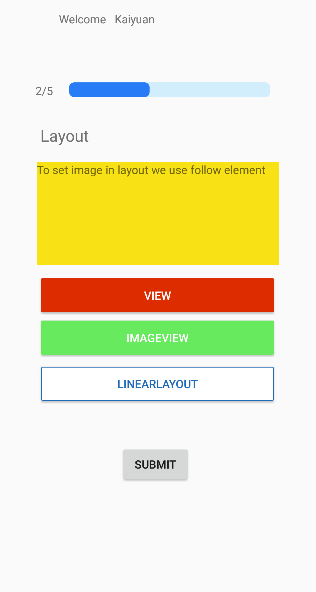 Welcome Kaiyuan
2/5
Layout
To set image in layout we use follow element
VIEW
IMAGEVIEW
LINEARLAYOUT
SUBMIT